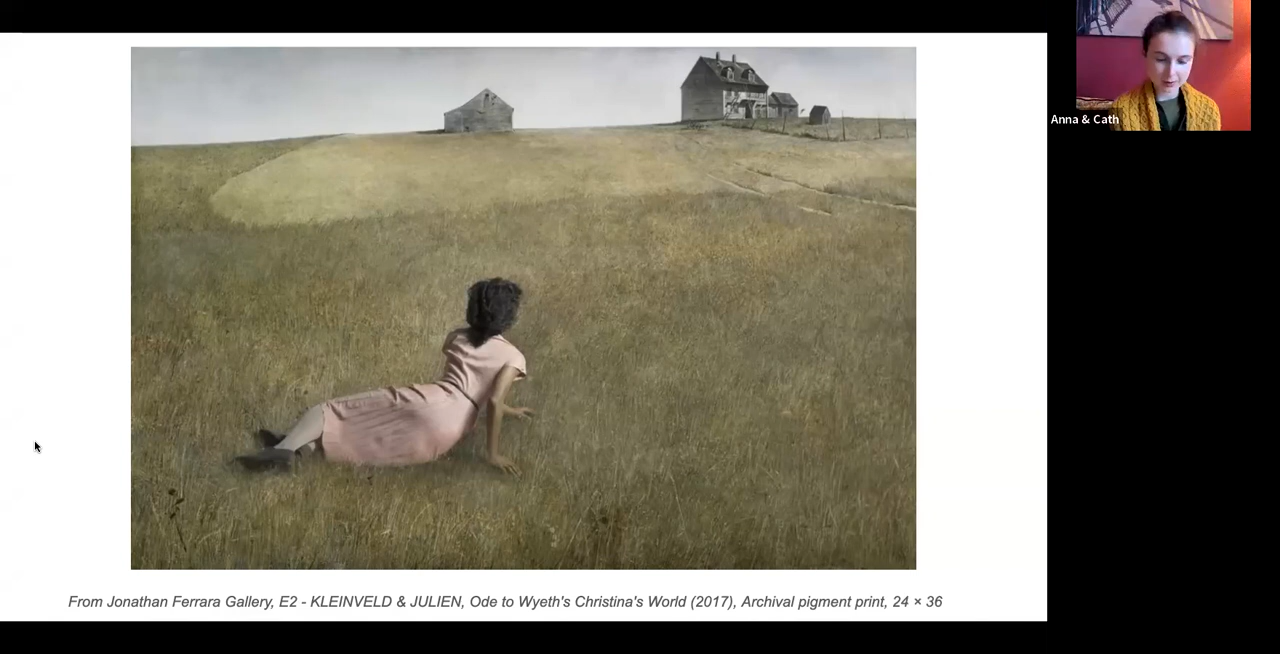 Anna & Cath
From Jonathan Ferrara Gallery, E2 - KLEINVELD & JULIEN, Ode to Wyeth's Christina's World (2017), Archival pigment print, 24 × 36